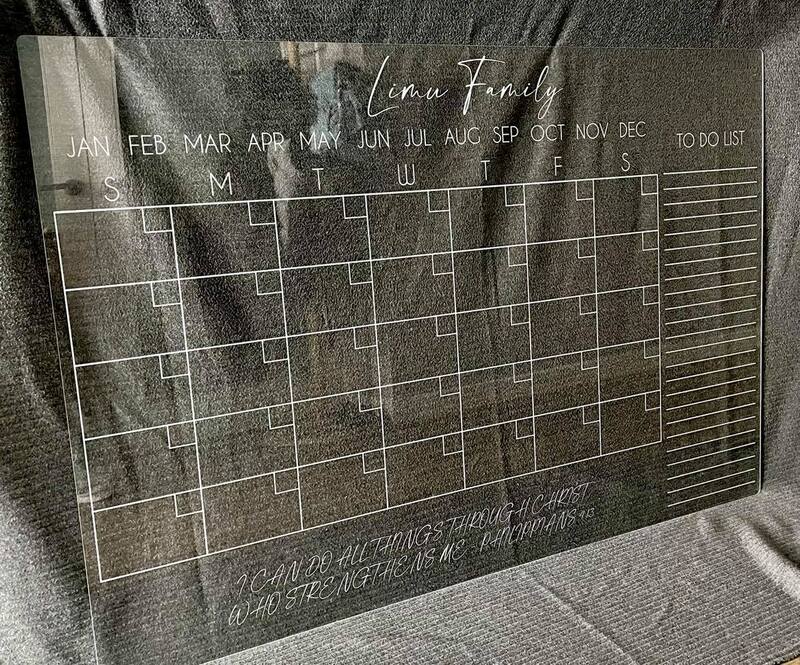 Limu Family
JAN FEB MAR APR MAY JUN JUL AUG SEP OCT NOV DEC
TO DO LIST
S M T W T F S
I CAN DO ALL THINGS THROUGH CHRIST
WHO STRENGTHENS ME - PHILIPPIANS 4:13